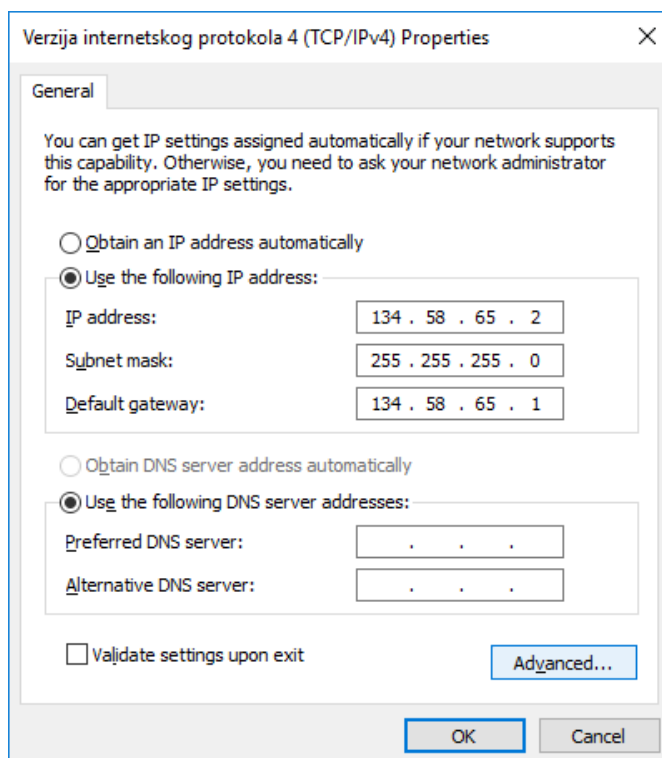 Verzija internetskog protokola 4 (TCP/IPv4) Properties
General
You can get IP settings assigned automatically if your network supports
this capability. Otherwise, you need to ask your network administrator
for the appropriate IP settings.
Obtain an IP address automatically
Use the following IP address:
IP address: 134 . 58 . 65 . 2
Subnet mask: 255 . 255 . 255 . 0
Default gateway: 134 . 58 . 65 . 1
Obtain DNS server address automatically
Use the following DNS server addresses:
Preferred DNS server: . . .
Alternative DNS server: . . .
Validate settings upon exit
Advanced...
OK Cancel